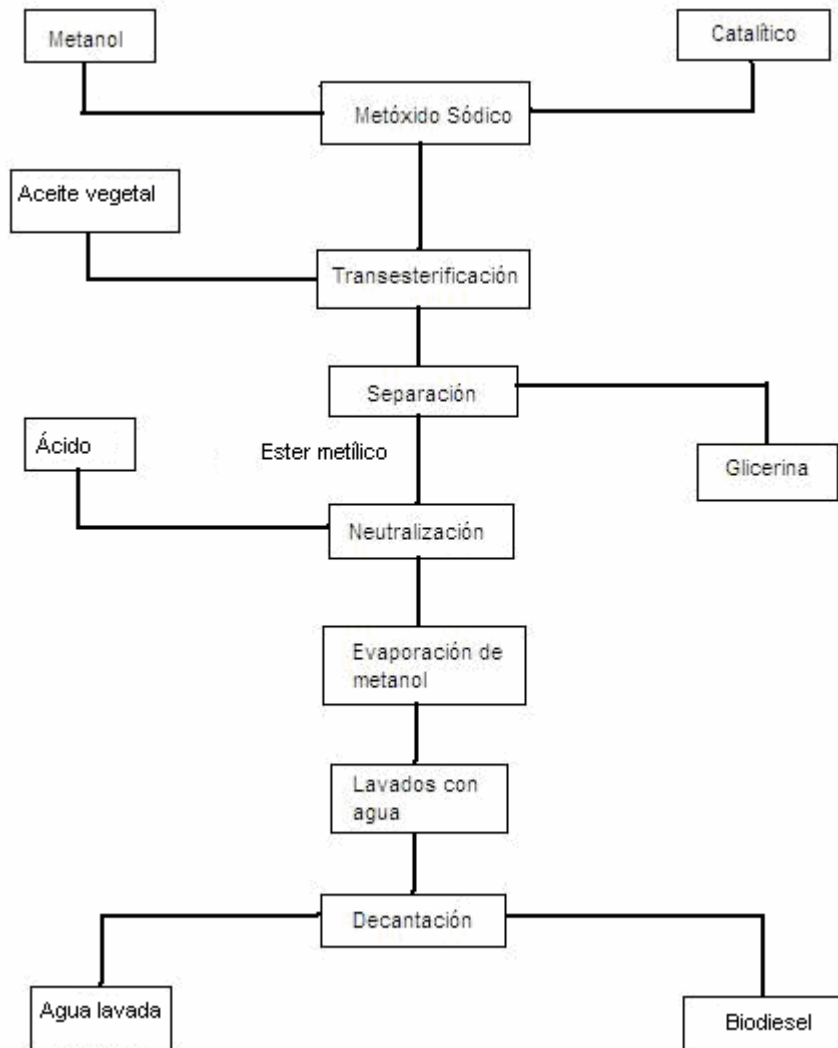 Metanol
Catalítico
Metóxido Sódico
Aceite vegetal
Transesterificación
Separación
Ácido
Ester metílico
Glicerina
Neutralización
Evaporación de
metanol
Lavados con
agua
Decantación
Agua lavada
Biodiesel